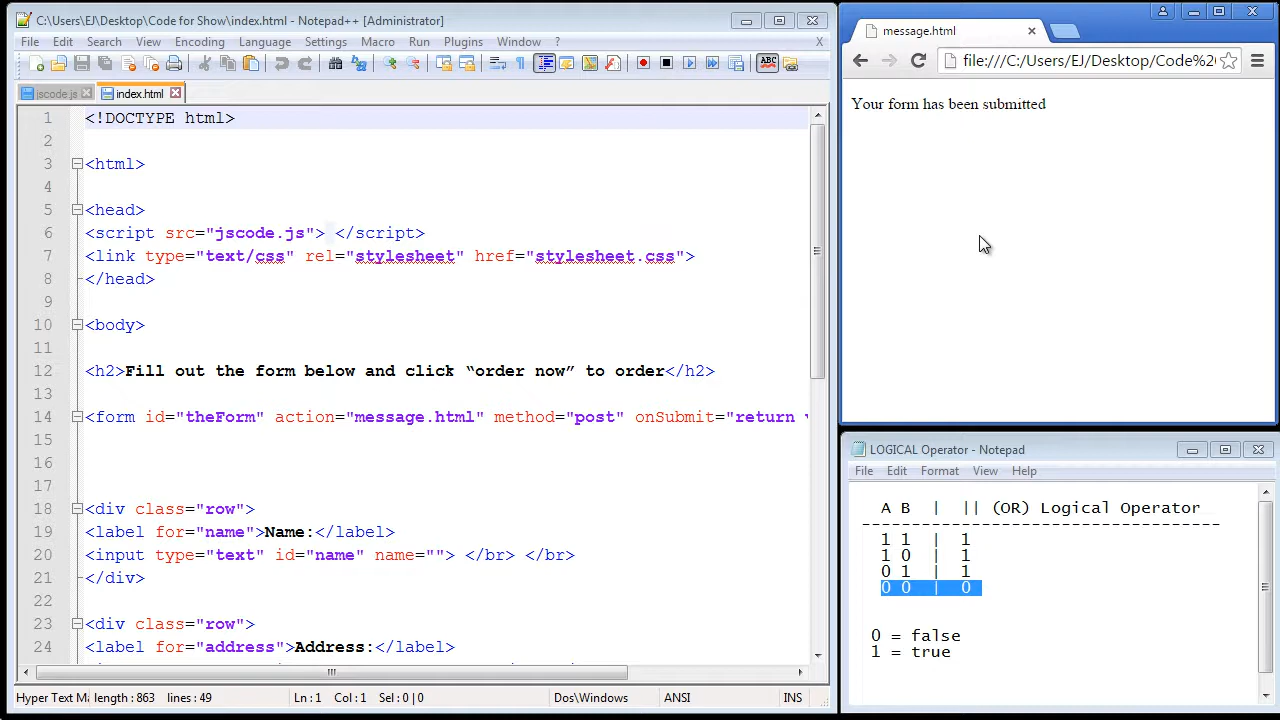 C:\Users\EJ\Desktop\Code for Show\index.html - Notepad++ [Administrator]
File Edit Search View Encoding Language Settings Macro Run Plugins Window ? X
jscode.js index.html
1 <!DOCTYPE html>
2
3 <html>
4
5 <head>
6 <script src="jscode.js"> </script>
7 <link type="text/css" rel="stylesheet" href="stylesheet.css">
8 </head>
9
10 <body>
11
12 <h2>Fill out the form below and click “order now” to order</h2>
13
14 <form id="theForm" action="message.html" method="post" onSubmit="return
15
16
17
18 <div class="row">
19 <label for="name">Name:</label>
20 <input type="text" id="name" name=""> </br> </br>
21 </div>
22
23 <div class="row">
24 <label for="address">Address:</label>
Hyper Text Ma length : 863 lines : 49 Ln : 1 Col : 1 Sel : 0 | 0 Dos\Windows ANSI INS
message.html
file:///C:/Users/EJ/Desktop/Code%20
Your form has been submitted
LOGICAL Operator - Notepad
File Edit Format View Help
A B | || (OR) Logical Operator
-------------------------------------
1 1 | 1
1 0 | 1
0 1 | 1
0 0 | 0
0 = false
1 = true